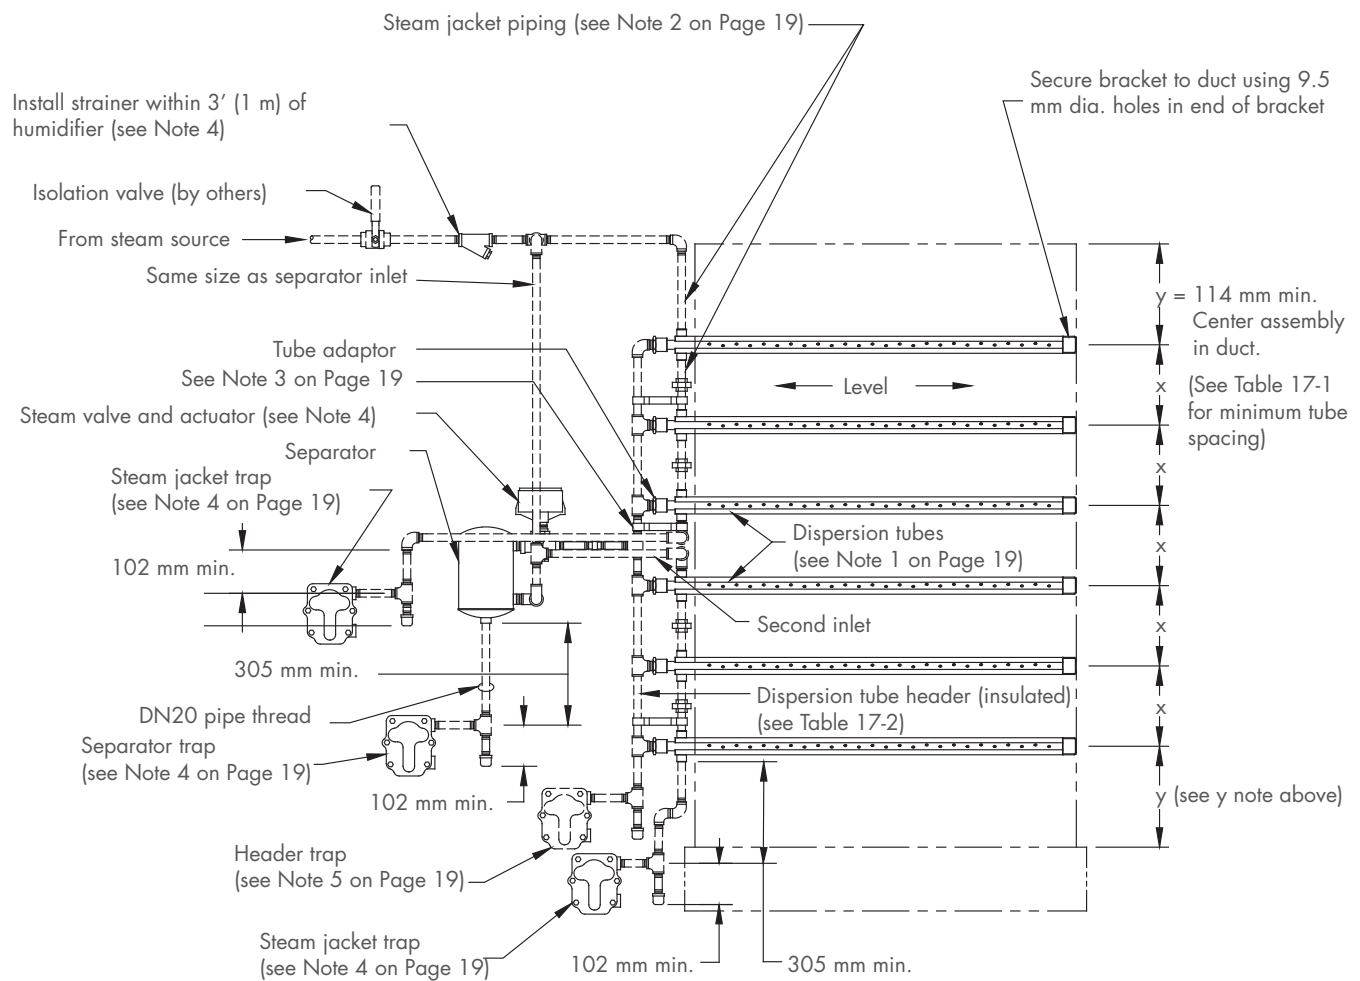 Steam jacket piping (see Note 2 on Page 19)
Secure bracket to duct using 9.5
mm dia. holes in end of bracket
Install strainer within 3' (1 m) of
humidifier (see Note 4)
Isolation valve (by others)
From steam source
Same size as separator inlet
y = 114 mm min.
Center assembly
in duct.
(See Table 17-1
for minimum tube
spacing)
Tube adaptor
See Note 3 on Page 19
Level
x
Steam valve and actuator (see Note 4)
Separator
x
Steam jacket trap
(see Note 4 on Page 19)
Dispersion tubes
(see Note 1 on Page 19)
x
102 mm min.
Second inlet
x
305 mm min.
Dispersion tube header (insulated)
(see Table 17-2)
x
DN20 pipe thread
Separator trap
(see Note 4 on Page 19)
102 mm min.
y (see y note above)
Header trap
(see Note 5 on Page 19)
Steam jacket trap
(see Note 4 on Page 19)
102 mm min.
305 mm min.